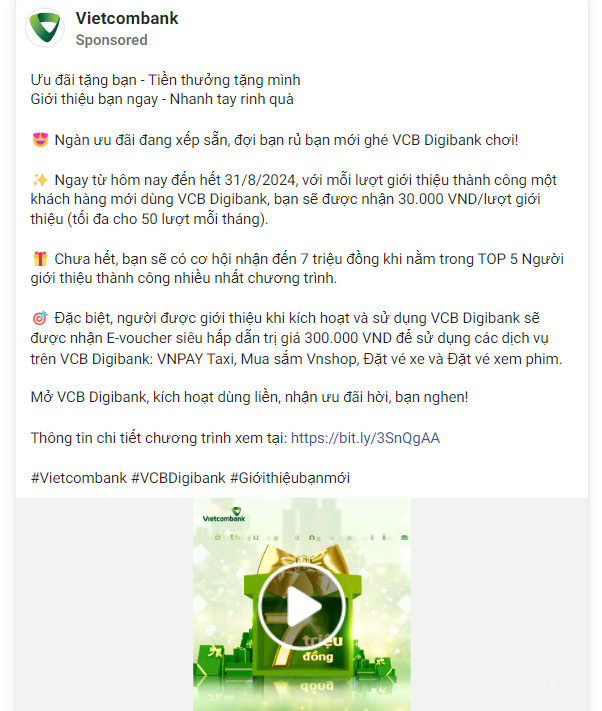 Vietcombank
Sponsored
Ưu đãi tặng bạn - Tiền thưởng tặng mình
Giới thiệu bạn ngay - Nhanh tay rinh quà
😍 Ngàn ưu đãi đang xếp sẵn, đợi bạn rủ bạn mới ghé VCB Digibank chơi!
✨ Ngay từ hôm nay đến hết 31/8/2024, với mỗi lượt giới thiệu thành công một
khách hàng mới dùng VCB Digibank, bạn sẽ được nhận 30.000 VND/lượt giới
thiệu (tối đa cho 50 lượt mỗi tháng).
🎁 Chưa hết, bạn sẽ có cơ hội nhận đến 7 triệu đồng khi nằm trong TOP 5 Người
giới thiệu thành công nhiều nhất chương trình.
🎯 Đặc biệt, người được giới thiệu khi kích hoạt và sử dụng VCB Digibank sẽ
được nhận E-voucher siêu hấp dẫn trị giá 300.000 VND để sử dụng các dịch vụ
trên VCB Digibank: VNPAY Taxi, Mua sắm Vnshop, Đặt vé xe và Đặt vé xem phim.
Mở VCB Digibank, kích hoạt dùng liền, nhận ưu đãi hời, bạn nghen!
Thông tin chi tiết chương trình xem tại: https://bit.ly/3SnQgAA
#Vietcombank #VCBDigibank #Giớithiệubạnmới
Vietcombank
7 triệu
đồng